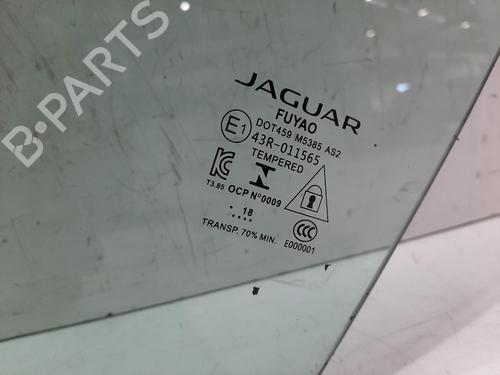 B-PARTS
JAGUAR
FUYAO
DOT459 M5385 AS2
E1 43R-011565
TEMPERED
T3.85 OCP N°0009
. 18
....
TRANSP. 70% MIN.
CCC
E000001